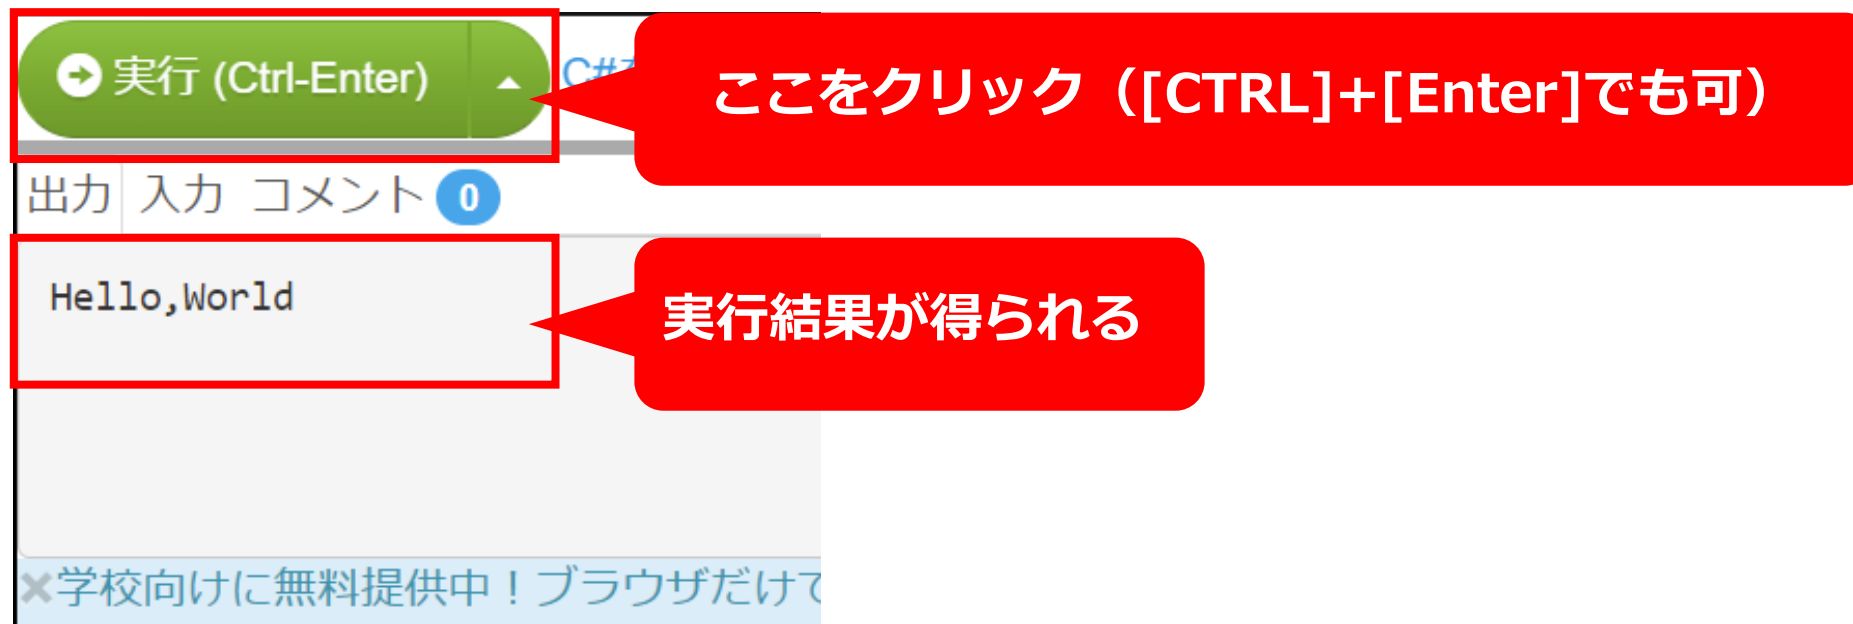 実行 (Ctrl-Enter)
C#
ここをクリック（[CTRL]+[Enter]でも可）
出力 入力 コメント 0
Hello,World
実行結果が得られる
×学校向けに無料提供中！ブラウザだけで